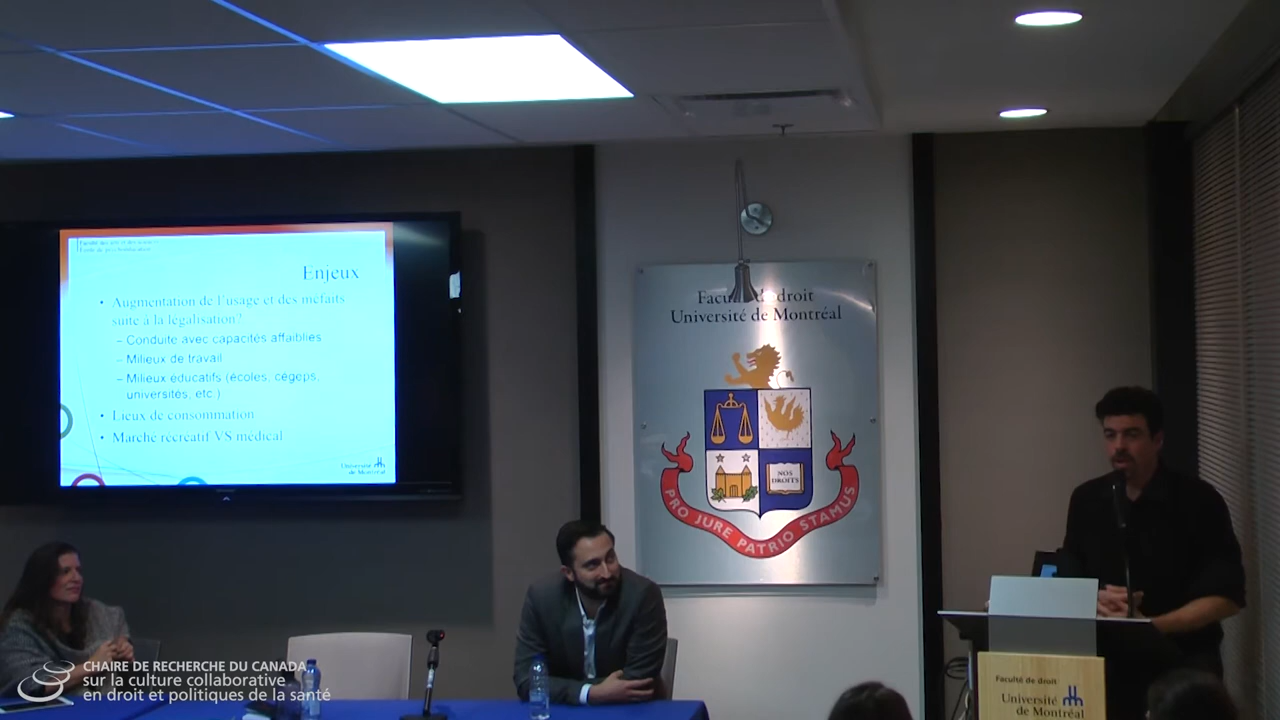 Enjeux
• Augmentation de l'usage et des méfaits
suite à la légalisation?
– Conduite avec capacités affaiblies
– Milieux de travail
– Milieux éducatifs (écoles, cégeps,
universités, etc.)
• Lieux de consommation
• Marché récréatif VS médical
Université
de Montréal
Faculté de droit
Université de Montréal
NOS
DROITS
PRO JURE PATRIO STAMUS
Faculté de droit
Université
de Montréal
CHAIRE DE RECHERCHE DU CANADA
sur la culture collaborative
en droit et politiques de la santé